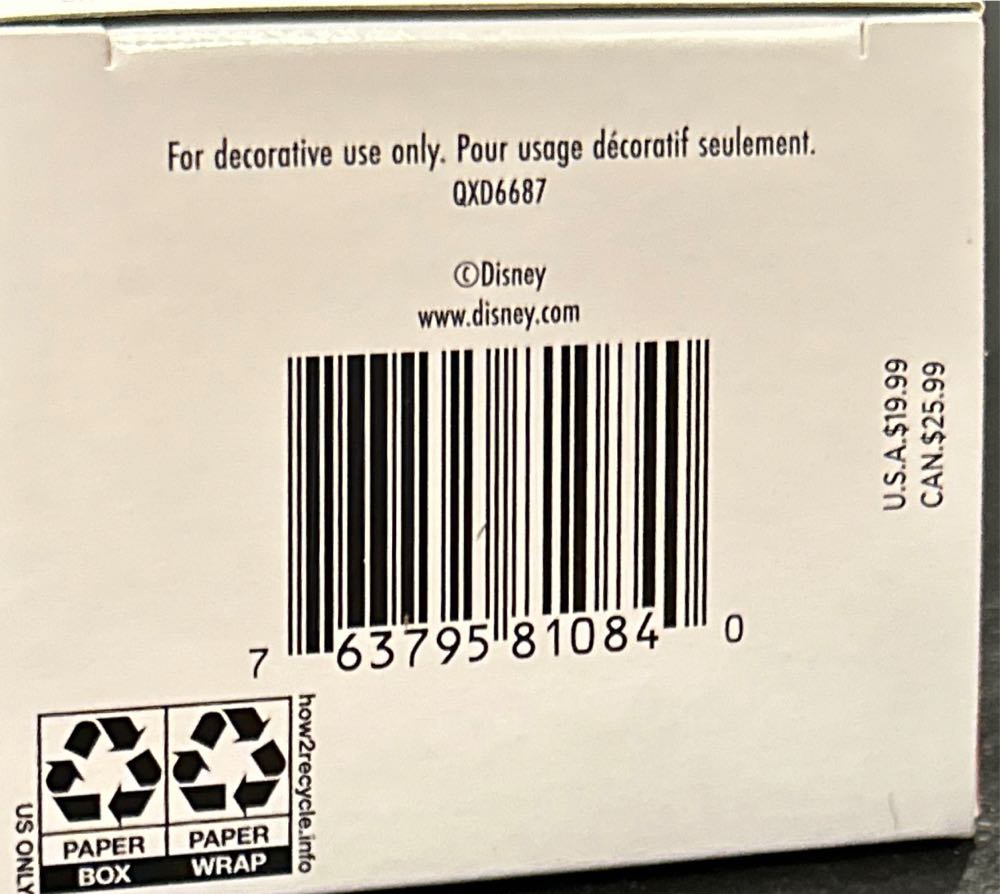 For decorative use only. Pour usage décoratif seulement.
QXD6687
©Disney
www.disney.com
U.S.A.$19.99
CAN.$25.99
7 63795 81084 0
how2recycle.info
US ONLY
PAPER
BOX
PAPER
WRAP